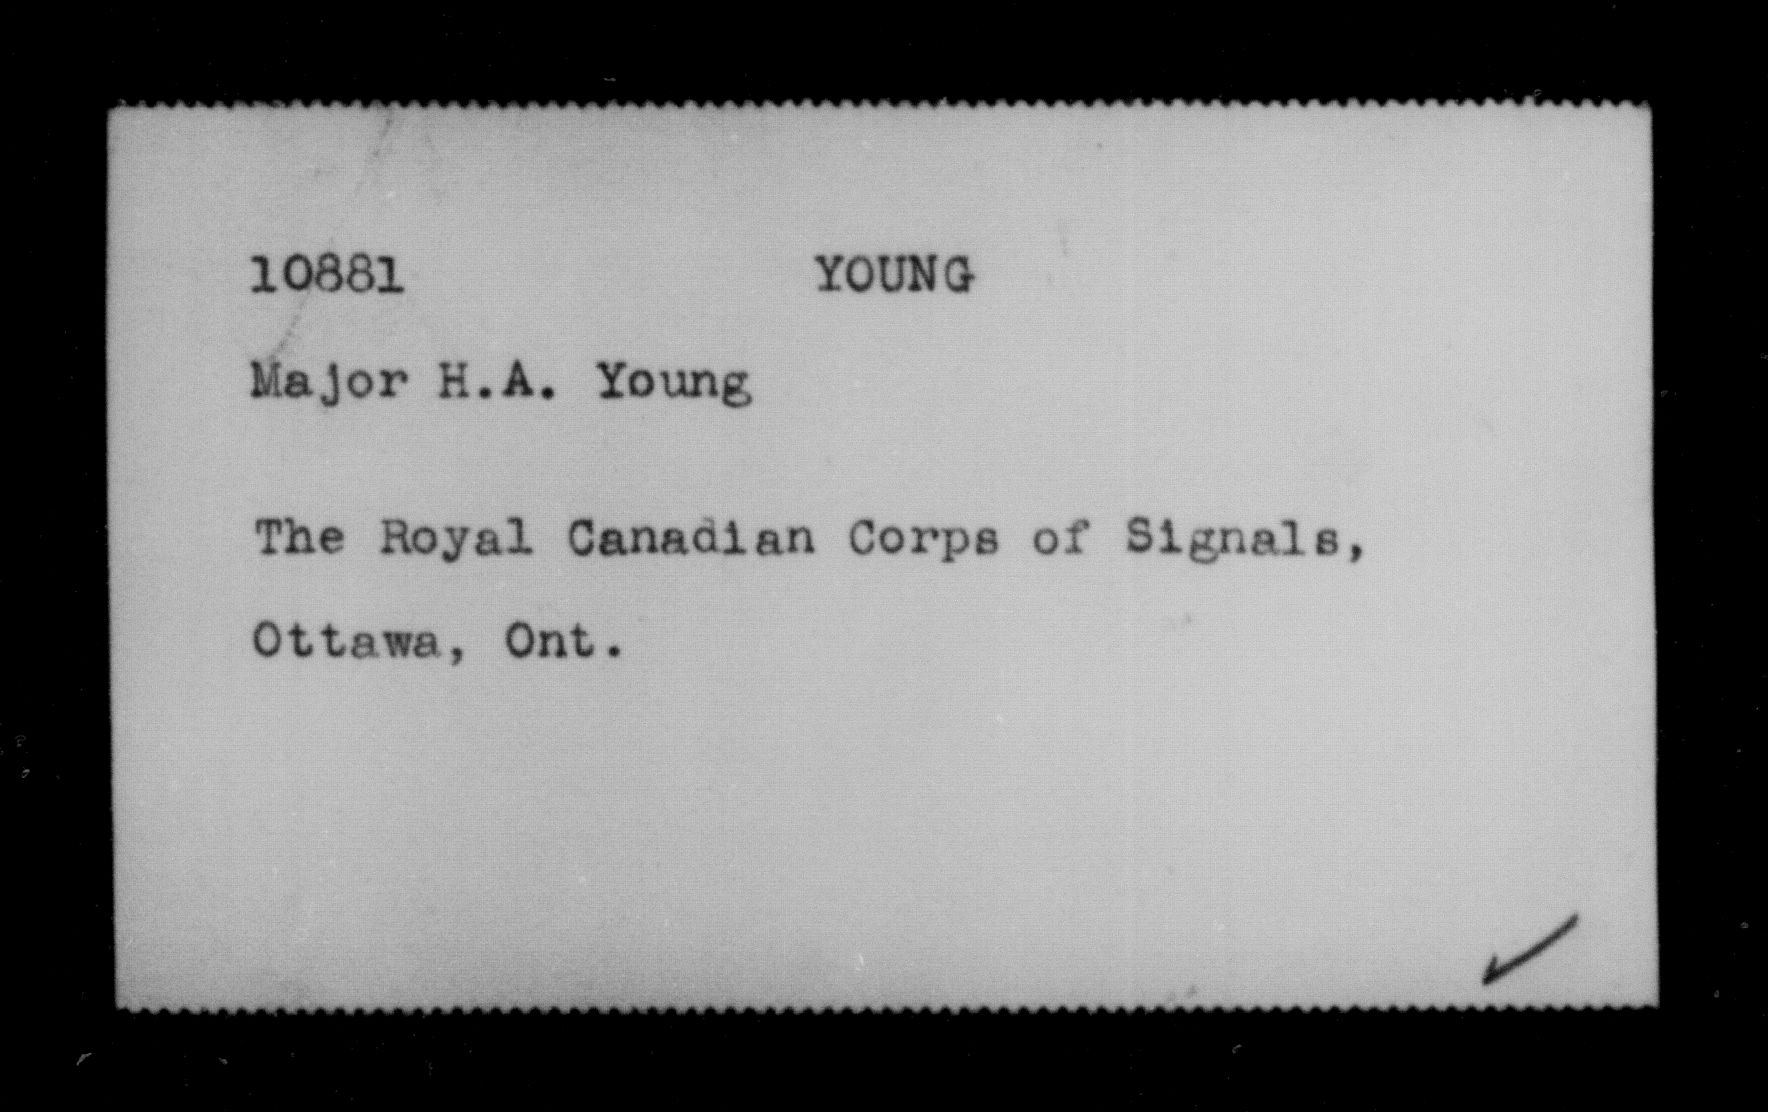 10881 YOUNG
Major H.A. Young
The Royal Canadian Corps of Signals,
Ottawa, Ont.